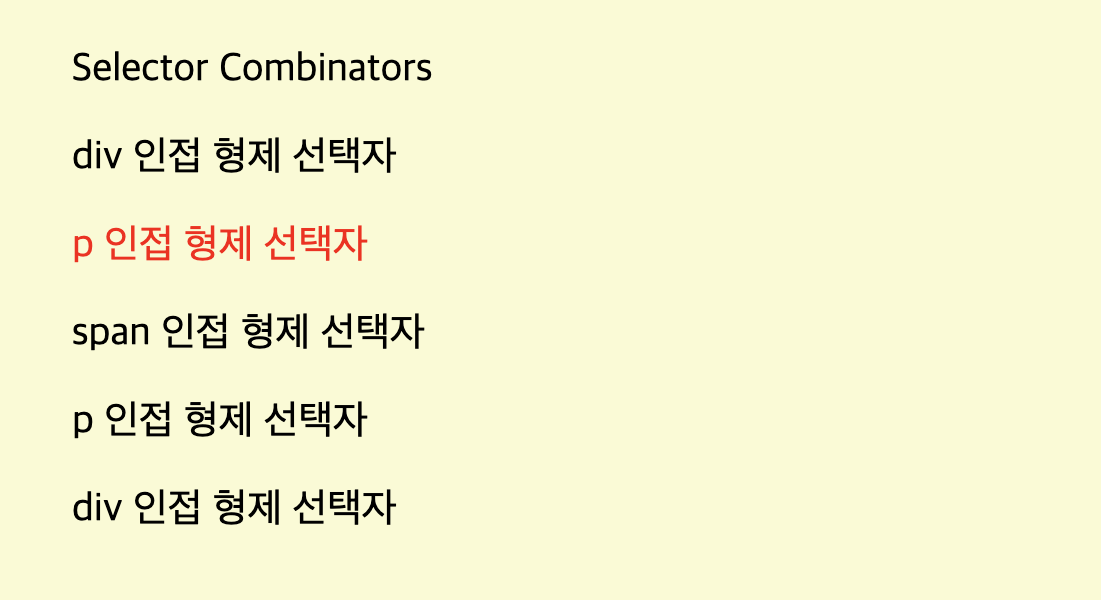 Selector Combinators
div 인접 형제 선택자
p 인접 형제 선택자
span 인접 형제 선택자
p 인접 형제 선택자
div 인접 형제 선택자